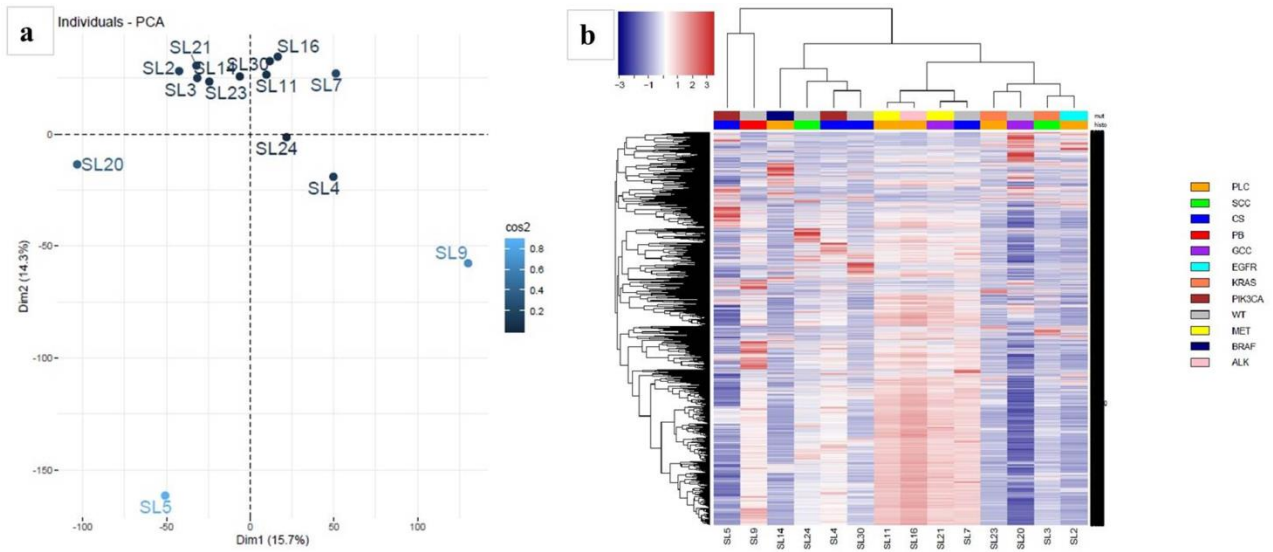 a
Individuals - PCA
SL16
SL21
SL30
SL2
SL14
SL11
SL7
SL3
SL23
0
SL24
SL20
SL4
-50
SL9
-100
-150
SL5
-100
-50
0
50
100
Dim1 (15.7%)
Dim2 (14.3%)
cos2
0.8
0.6
0.4
0.2
b
-3 -1 1 2 3
mut
histo
PLC
SCC
CS
PB
GCC
EGFR
KRAS
PIK3CA
WT
MET
BRAF
ALK
SL5
SL9
SL14
SL24
SL4
SL30
SL11
SL16
SL21
SL7
SL23
SL20
SL3
SL2